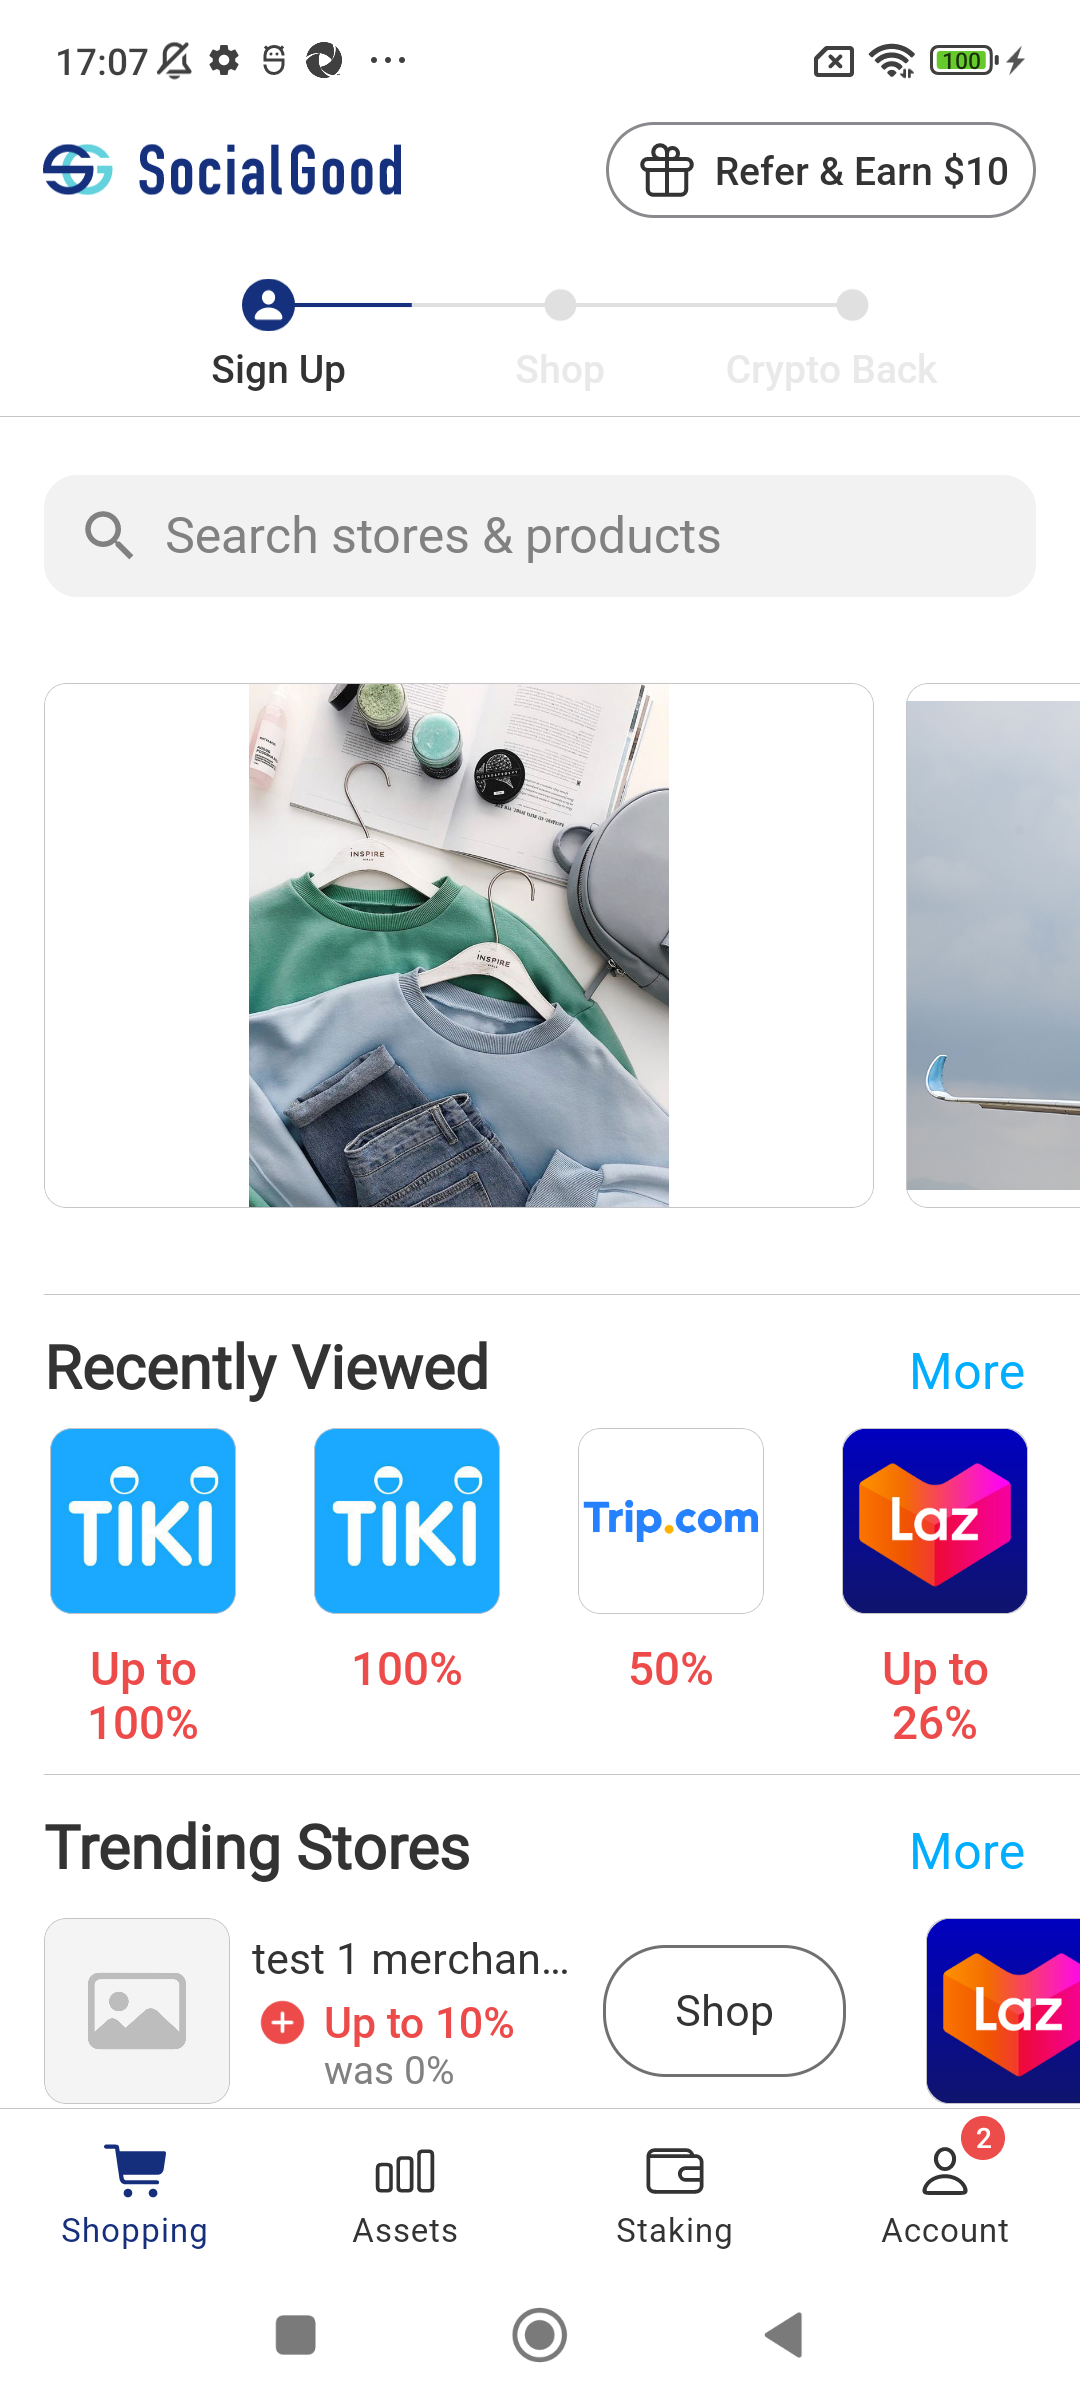 17:07
100
SocialGood
Refer & Earn $10
Sign Up
Shop
Crypto Back
Search stores & products
INSPIRE
INSPIRE
Recently Viewed
More
TIKI
TIKI
Trip.com
Laz
Up to
100%
100%
50%
Up to
26%
Trending Stores
More
test 1 merchan...
Up to 10%
was 0%
Shop
Laz
2
Shopping
Assets
Staking
Account